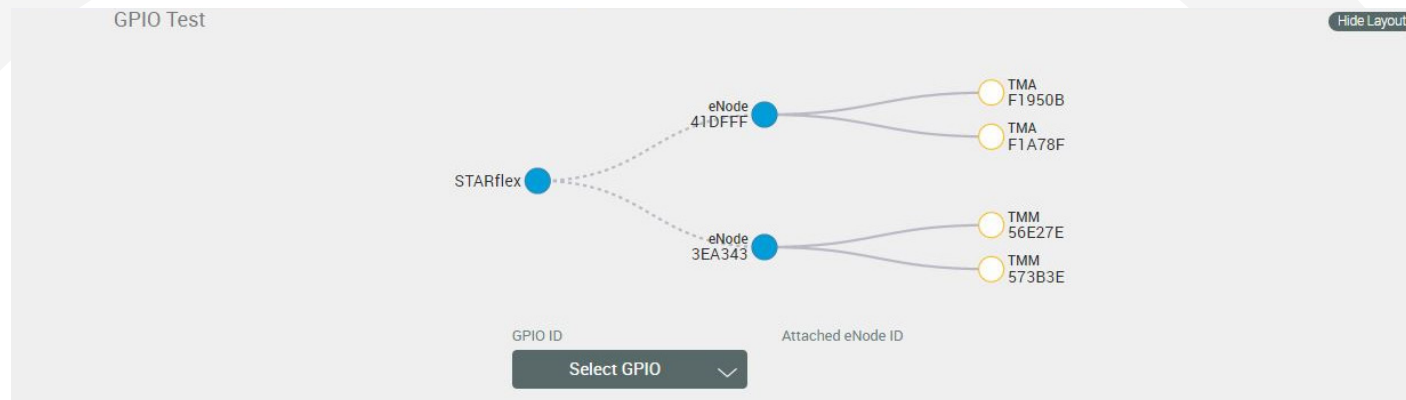 GPIO Test
Hide Layout
eNode
41DFFF
TMA
F1950B
TMA
F1A78F
STARflex
eNode
3EA343
TMM
56E27E
TMM
573B3E
GPIO ID
Attached eNode ID
Select GPIO